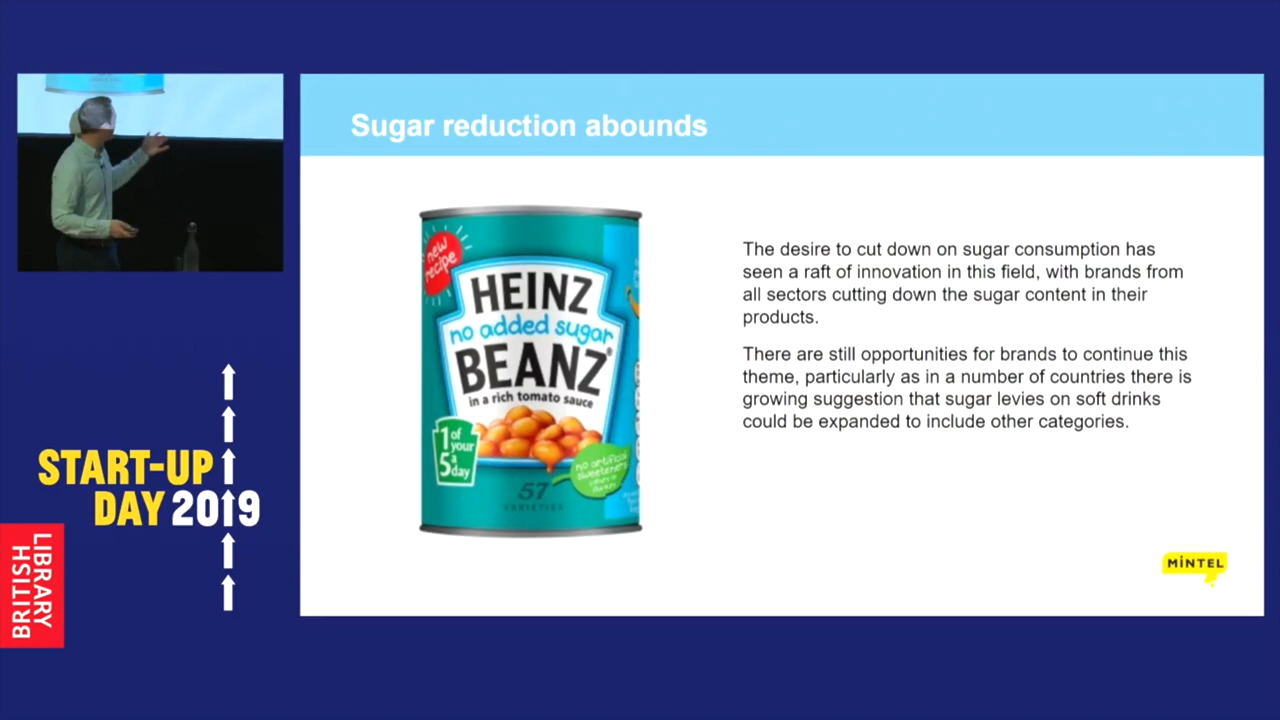 Sugar reduction abounds
new
recipe
HEINZ
no added sugar
BEANZ
in a rich tomato sauce
1 of
your
5 a
day
no artificial
sweeteners
57
VARIETIES
The desire to cut down on sugar consumption has
seen a raft of innovation in this field, with brands from
all sectors cutting down the sugar content in their
products.
There are still opportunities for brands to continue this
theme, particularly as in a number of countries there is
growing suggestion that sugar levies on soft drinks
could be expanded to include other categories.
MiNTEL
START-UP
DAY 2019
BRITISH
LIBRARY